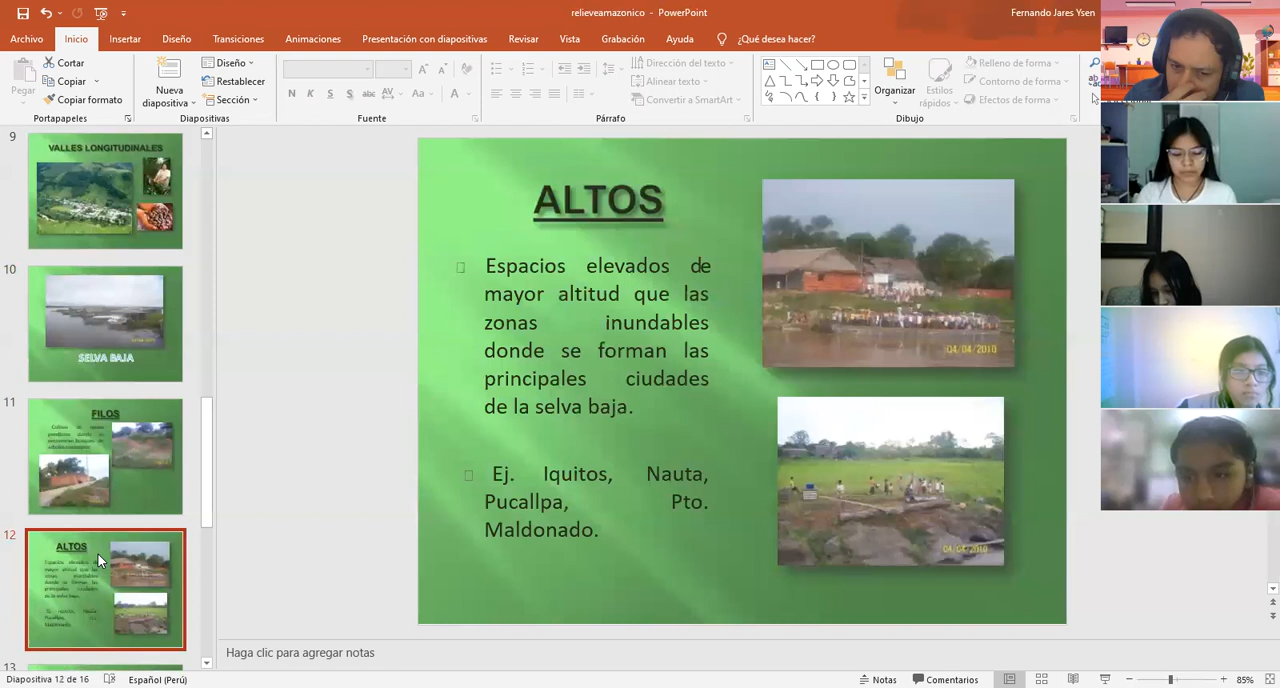 relieveamazonico - PowerPoint
Fernando Jares Ysen
Archivo Inicio Insertar Diseño Transiciones Animaciones Presentación con diapositivas Revisar Vista Grabación Ayuda ¿Qué desea hacer?
Pegar
Cortar
Copiar
Copiar formato
Portapapeles
Nueva
diapositiva
Diseño
Restablecer
Sección
Diapositivas
N K S S abc AV Aa A
Fuente
Dirección del texto
Alinear texto
Convertir a SmartArt
Párrafo
Organizar
Estilos
rápidos
Relleno de forma
Contorno de forma
Efectos de forma
Dibujo
9
VALLES LONGITUDINALES
10
SELVA BAJA
11
FILOS
12
ALTOS
13
ALTOS
Espacios elevados de
mayor altitud que las
zonas inundables
donde se forman las
principales ciudades
de la selva baja.
Ej. Iquitos, Nauta,
Pucallpa, Pto.
Maldonado.
04/04/2010
04/04/2010
Haga clic para agregar notas
Diapositiva 12 de 16 Español (Perú) Notas Comentarios 85%